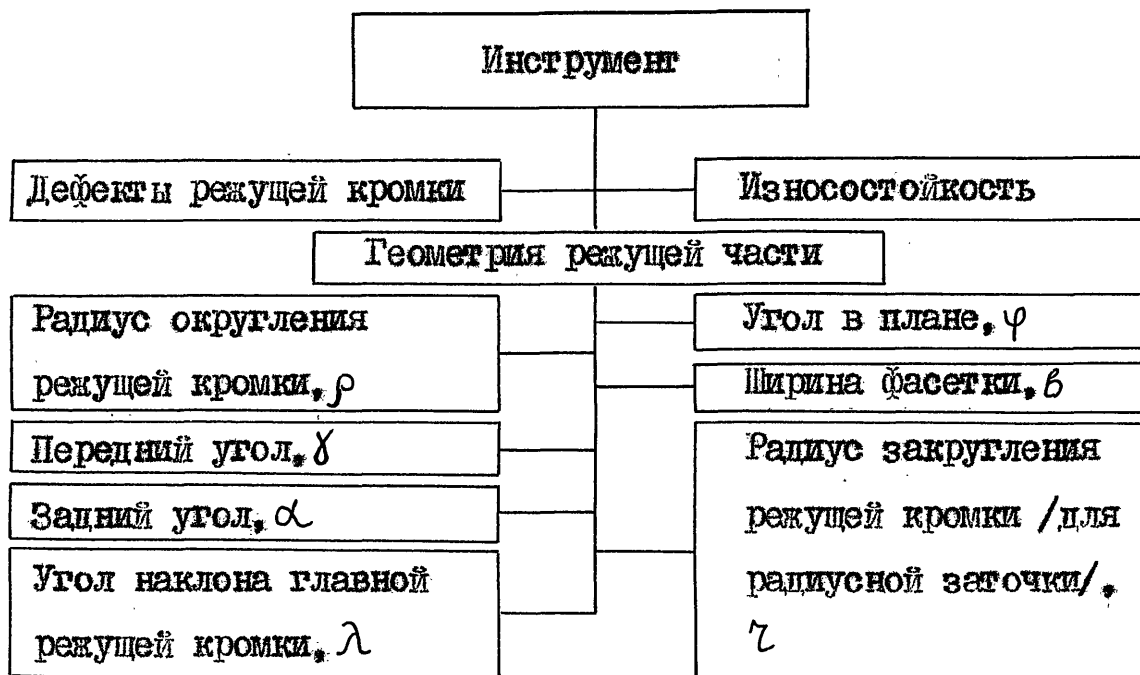 Инструмент
Дефекты режущей кромки
Износостойкость
Геометрия режущей части
Радиус округления
режущей кромки, ρ
Передний угол, γ
Задний угол, α
Угол наклона главной
режущей кромки, λ
Угол в плане, φ
Ширина фасетки, в
Радиус закругления
режущей кромки /для
радиусной заточки/,
r